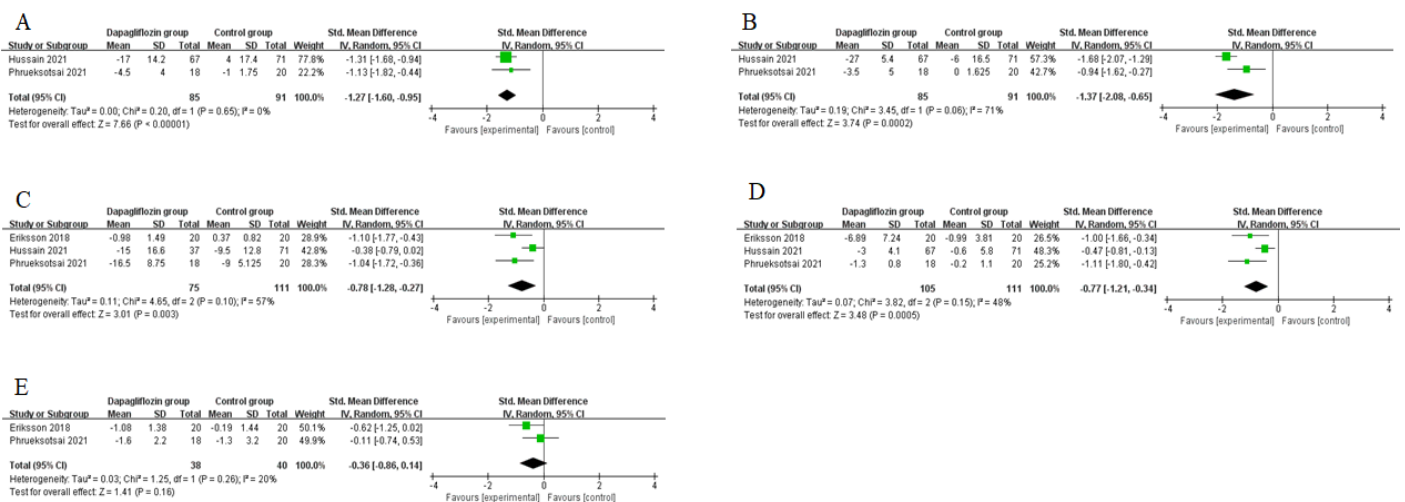 A
Dapagliflozin group Control group Std. Mean Difference Std. Mean Difference
Study or Subgroup Mean SD Total Mean SD Total Weight IV, Random, 95% CI IV, Random, 95% CI
Hussain 2021 -17 14.2 67 4 17.4 71 77.8% -1.31 [-1.68, -0.94]
Phrueksotsai 2021 -4.5 4 18 -1 1.75 20 22.2% -1.13 [-1.82, -0.44]
Total (95% CI) 85 91 100.0% -1.27 [-1.60, -0.95]
Heterogeneity: Tau² = 0.00; Chi² = 0.20, df = 1 (P = 0.65); I² = 0%
Test for overall effect: Z = 7.66 (P < 0.00001)
-4 -2 0 2 4
Favours [experimental] Favours [control]
B
Dapagliflozin group Control group Std. Mean Difference Std. Mean Difference
Study or Subgroup Mean SD Total Mean SD Total Weight IV, Random, 95% CI IV, Random, 95% CI
Hussain 2021 -27 5.4 67 -6 16.5 71 57.3% -1.68 [-2.07, -1.29]
Phrueksotsai 2021 -3.5 5 18 0 1.625 20 42.7% -0.94 [-1.62, -0.27]
Total (95% CI) 85 91 100.0% -1.37 [-2.08, -0.65]
Heterogeneity: Tau² = 0.19; Chi² = 3.45, df = 1 (P = 0.06); I² = 71%
Test for overall effect: Z = 3.74 (P = 0.0002)
-4 -2 0 2 4
Favours [experimental] Favours [control]
C
Dapagliflozin group Control group Std. Mean Difference Std. Mean Difference
Study or Subgroup Mean SD Total Mean SD Total Weight IV, Random, 95% CI IV, Random, 95% CI
Eriksson 2018 -0.98 1.49 20 0.37 0.82 20 28.9% -1.10 [-1.77, -0.43]
Hussain 2021 -15 16.6 37 -9.5 12.8 71 42.8% -0.38 [-0.79, 0.02]
Phrueksotsai 2021 -16.5 8.75 18 -9 5.125 20 28.3% -1.04 [-1.72, -0.36]
Total (95% CI) 75 111 100.0% -0.78 [-1.28, -0.27]
Heterogeneity: Tau² = 0.11; Chi² = 4.65, df = 2 (P = 0.10); I² = 57%
Test for overall effect: Z = 3.01 (P = 0.003)
-4 -2 0 2 4
Favours [experimental] Favours [control]
D
Dapagliflozin group Control group Std. Mean Difference Std. Mean Difference
Study or Subgroup Mean SD Total Mean SD Total Weight IV, Random, 95% CI IV, Random, 95% CI
Eriksson 2018 -6.89 7.24 20 -0.99 3.81 20 26.5% -1.00 [-1.66, -0.34]
Hussain 2021 -3 4.1 67 -0.6 5.8 71 48.3% -0.47 [-0.81, -0.13]
Phrueksotsai 2021 -1.3 0.8 18 -0.2 1.1 20 25.2% -1.11 [-1.80, -0.42]
Total (95% CI) 105 111 100.0% -0.77 [-1.21, -0.34]
Heterogeneity: Tau² = 0.07; Chi² = 3.82, df = 2 (P = 0.15); I² = 48%
Test for overall effect: Z = 3.48 (P = 0.0005)
-4 -2 0 2 4
Favours [experimental] Favours [control]
E
Dapagliflozin group Control group Std. Mean Difference Std. Mean Difference
Study or Subgroup Mean SD Total Mean SD Total Weight IV, Random, 95% CI IV, Random, 95% CI
Eriksson 2018 -1.08 1.38 20 -0.19 1.44 20 50.1% -0.62 [-1.25, 0.02]
Phrueksotsai 2021 -1.6 2.2 18 -1.3 3.2 20 49.9% -0.11 [-0.74, 0.53]
Total (95% CI) 38 40 100.0% -0.36 [-0.86, 0.14]
Heterogeneity: Tau² = 0.03; Chi² = 1.25, df = 1 (P = 0.26); I² = 20%
Test for overall effect: Z = 1.41 (P = 0.16)
-4 -2 0 2 4
Favours [experimental] Favours [control]